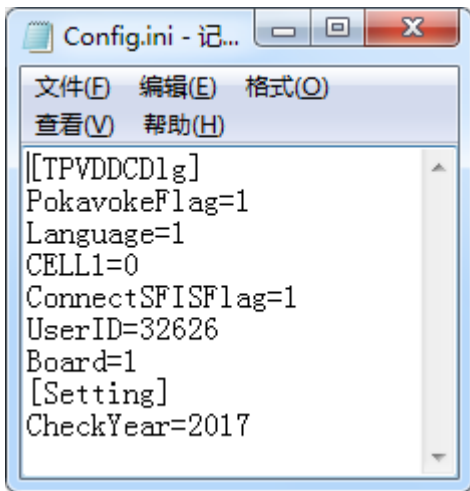 Config.ini - 记...
文件(F) 编辑(E) 格式(O)
查看(V) 帮助(H)
[TPVDDCDlg]
PokavokeFlag=1
Language=1
CELL1=0
ConnectSFISFlag=1
UserID=32626
Board=1
[Setting]
CheckYear=2017